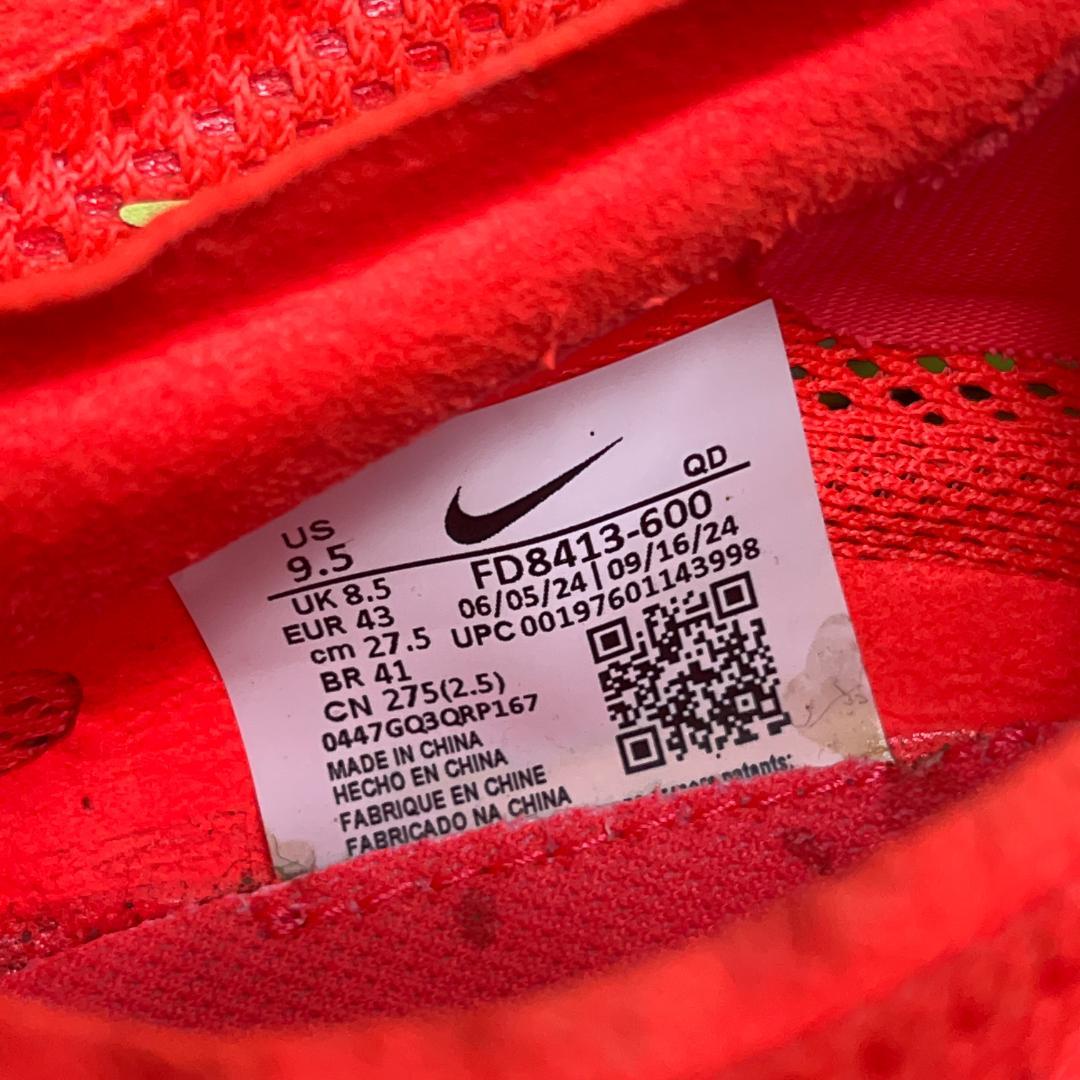 QD
US
9.5
FD8413-600
UK 8.5
06/05/24 | 09/16/24
EUR 43
UPC 00197601143998
cm 27.5
BR 41
CN 275(2.5)
0447GQ3QRP167
MADE IN CHINA
HECHO EN CHINA
FABRIQUE EN CHINE
FABRICADO NA CHINA
patents: